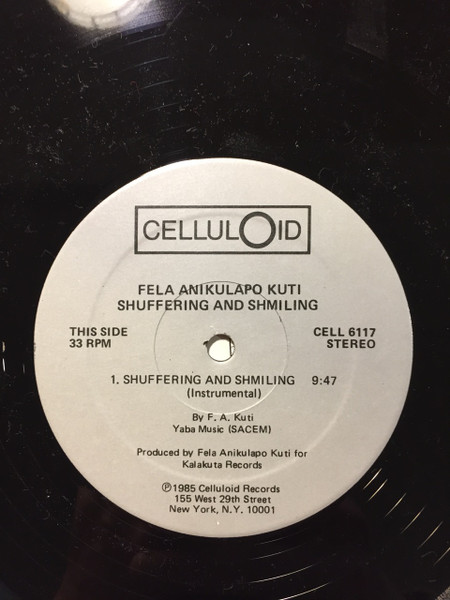 CELLULOID
FELA ANIKULAPO KUTI
SHUFFERING AND SHMILING
THIS SIDE
33 RPM
CELL 6117
STEREO
1. SHUFFERING AND SHMILING 9:47
(Instrumental)
By F. A. Kuti
Yaba Music (SACEM)
Produced by Fela Anikulapo Kuti for
Kalakuta Records
℗1985 Celluloid Records
155 West 29th Street
New York, N.Y. 10001